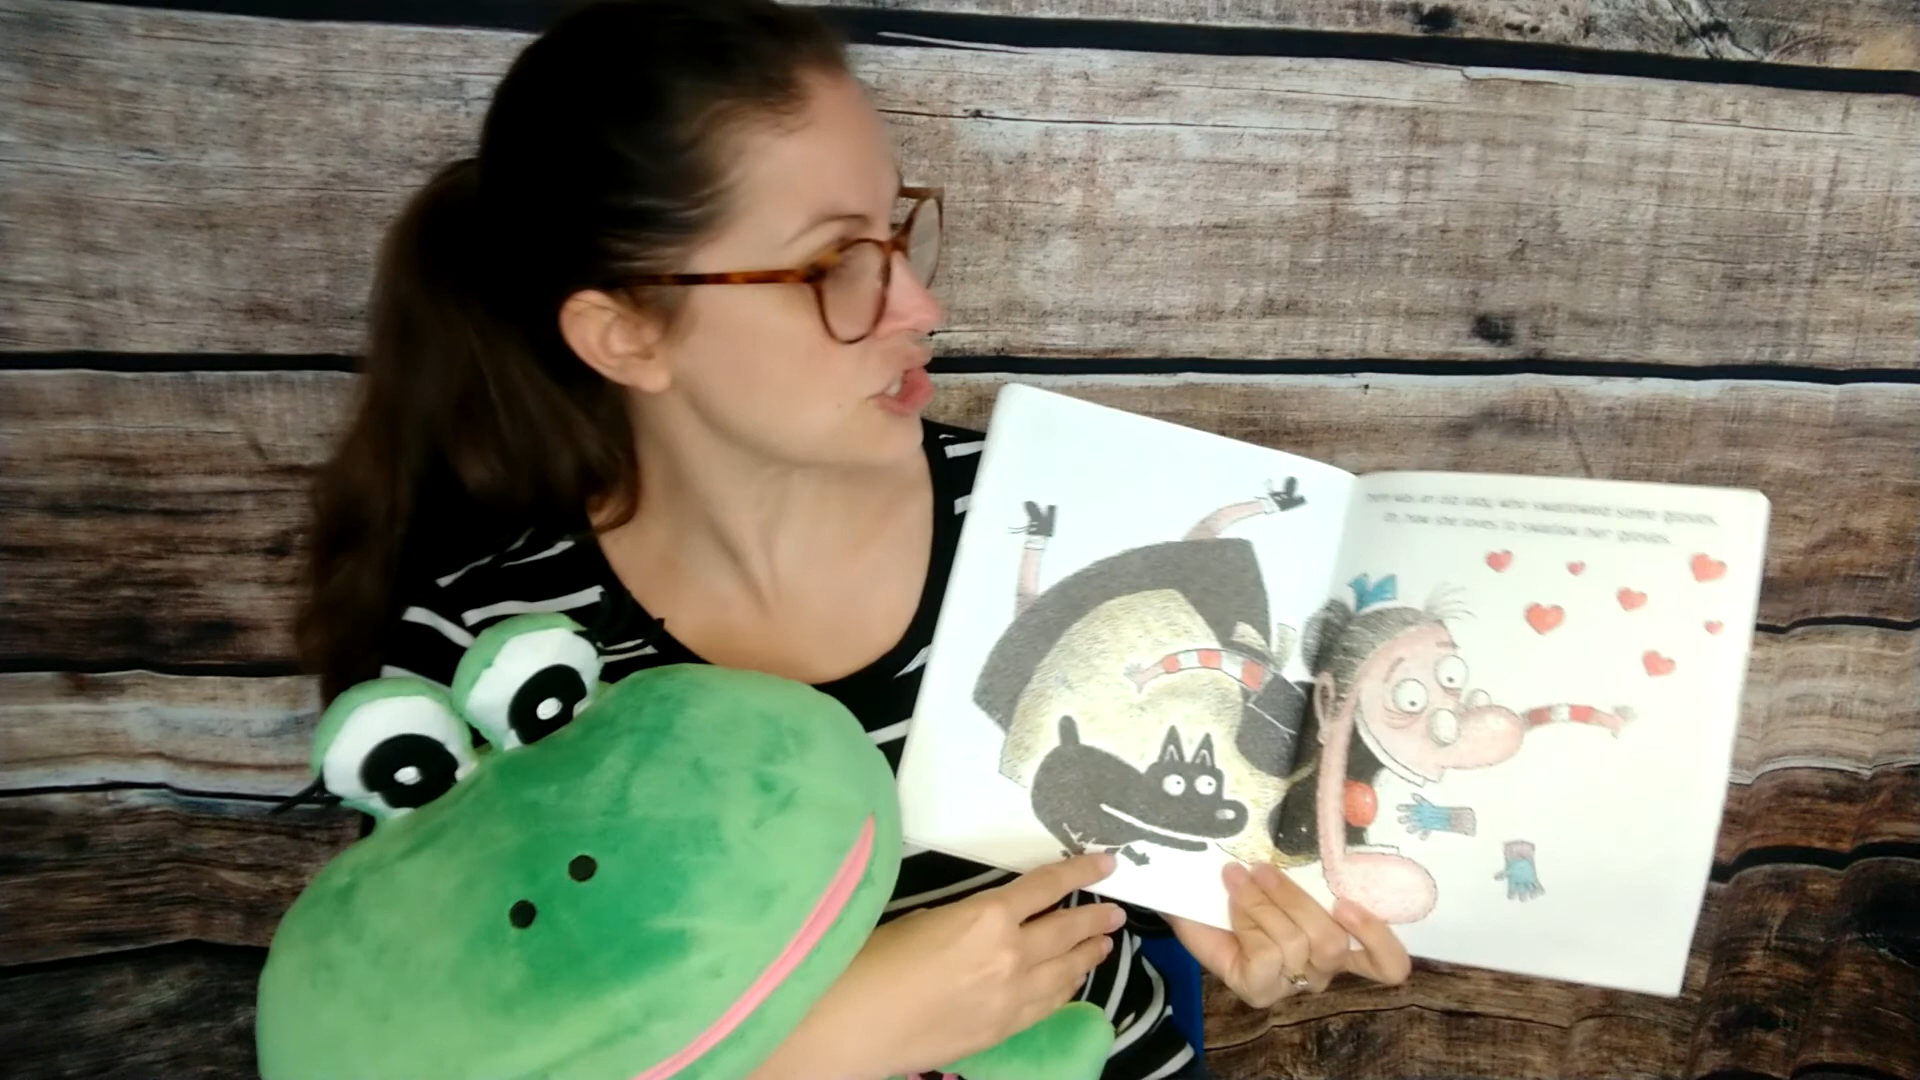 There was an old lady who swallowed some gloves.
Oh, how she loves to swallow her gloves.